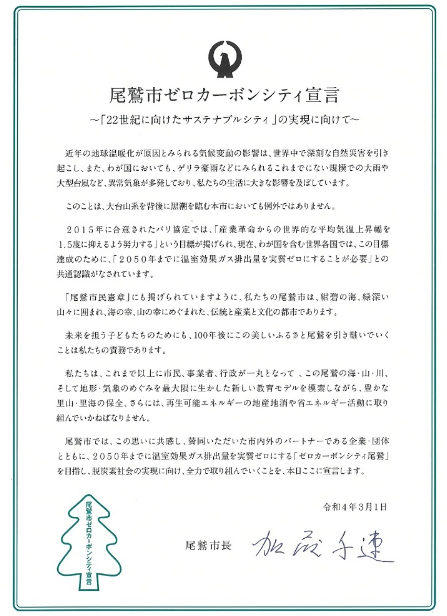 尾鷲市ゼロカーボンシティ宣言
～「22世紀に向けたサステナブルシティ」の実現に向けて～
近年の地球温暖化が原因とみられる気候変動の影響は、世界中で深刻な自然災害を引き
起こし、また、わが国においても、ゲリラ豪雨などにみられるこれまでにない規模での大雨や
大型台風など、異常気象が多発しており、私たちの生活に大きな影響を及ぼしています。
このことは、大台山系を背後に黒潮を臨む本市においても例外ではありません。
2015年に合意されたパリ協定では、「産業革命からの世界的な平均気温上昇幅を
1.5度に抑えるよう努力する」という目標が掲げられ、現在、わが国を含む世界各国では、この目標
達成のために、「2050年までに温室効果ガス排出量を実質ゼロにすることが必要」との
共通認識がなされています。
「尾鷲市民憲章」にも掲げられていますように、私たちの尾鷲市は、紺碧の海、緑深い
山々に囲まれ、海の幸、山の幸にめぐまれた、伝統と産業と文化の都市であります。
未来を担う子どもたちのためにも、100年後にこの美しいふるさと尾鷲を引き継いでいく
ことは私たちの責務であります。
私たちは、これまで以上に市民、事業者、行政が一丸となって、この尾鷲の海・山・川、
そして地形・気象のめぐみを最大限に生かした新しい教育モデルを模索しながら、豊かな
里山・里海の保全、さらには、再生可能エネルギーの地産地消や省エネルギー活動に取り
組んでいかねばなりません。
尾鷲市では、この思いに共感し、賛同いただいた市内外のパートナーである企業・団体
とともに、2050年までに温室効果ガス排出量を実質ゼロにする「ゼロカーボンシティ尾鷲」
を目指し、脱炭素社会の実現に向け、全力で取り組んでいくことを、本日ここに宣言します。
令和4年3月1日
尾鷲市長 加藤千速
尾鷲市ゼロカーボンシティ宣言